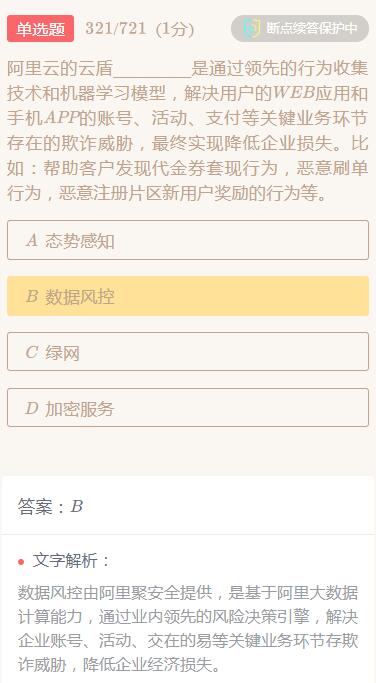 单选题 321/721 (1分) 断点续答保护中
阿里云的云盾_________是通过领先的行为收集
技术和机器学习模型，解决用户的WEB应用和
手机APP的账号、活动、支付等关键业务环节
存在的欺诈威胁，最终实现降低企业损失。比
如：帮助客户发现代金券套现行为，恶意刷单
行为，恶意注册片区新用户奖励的行为等。
A 态势感知
B 数据风控
C 绿网
D 加密服务
答案：B
文字解析：
数据风控由阿里聚安全提供，是基于阿里大数据
计算能力，通过业内领先的风险决策引擎，解决
企业账号、活动、交在的易等关键业务环节存欺
诈威胁，降低企业经济损失。